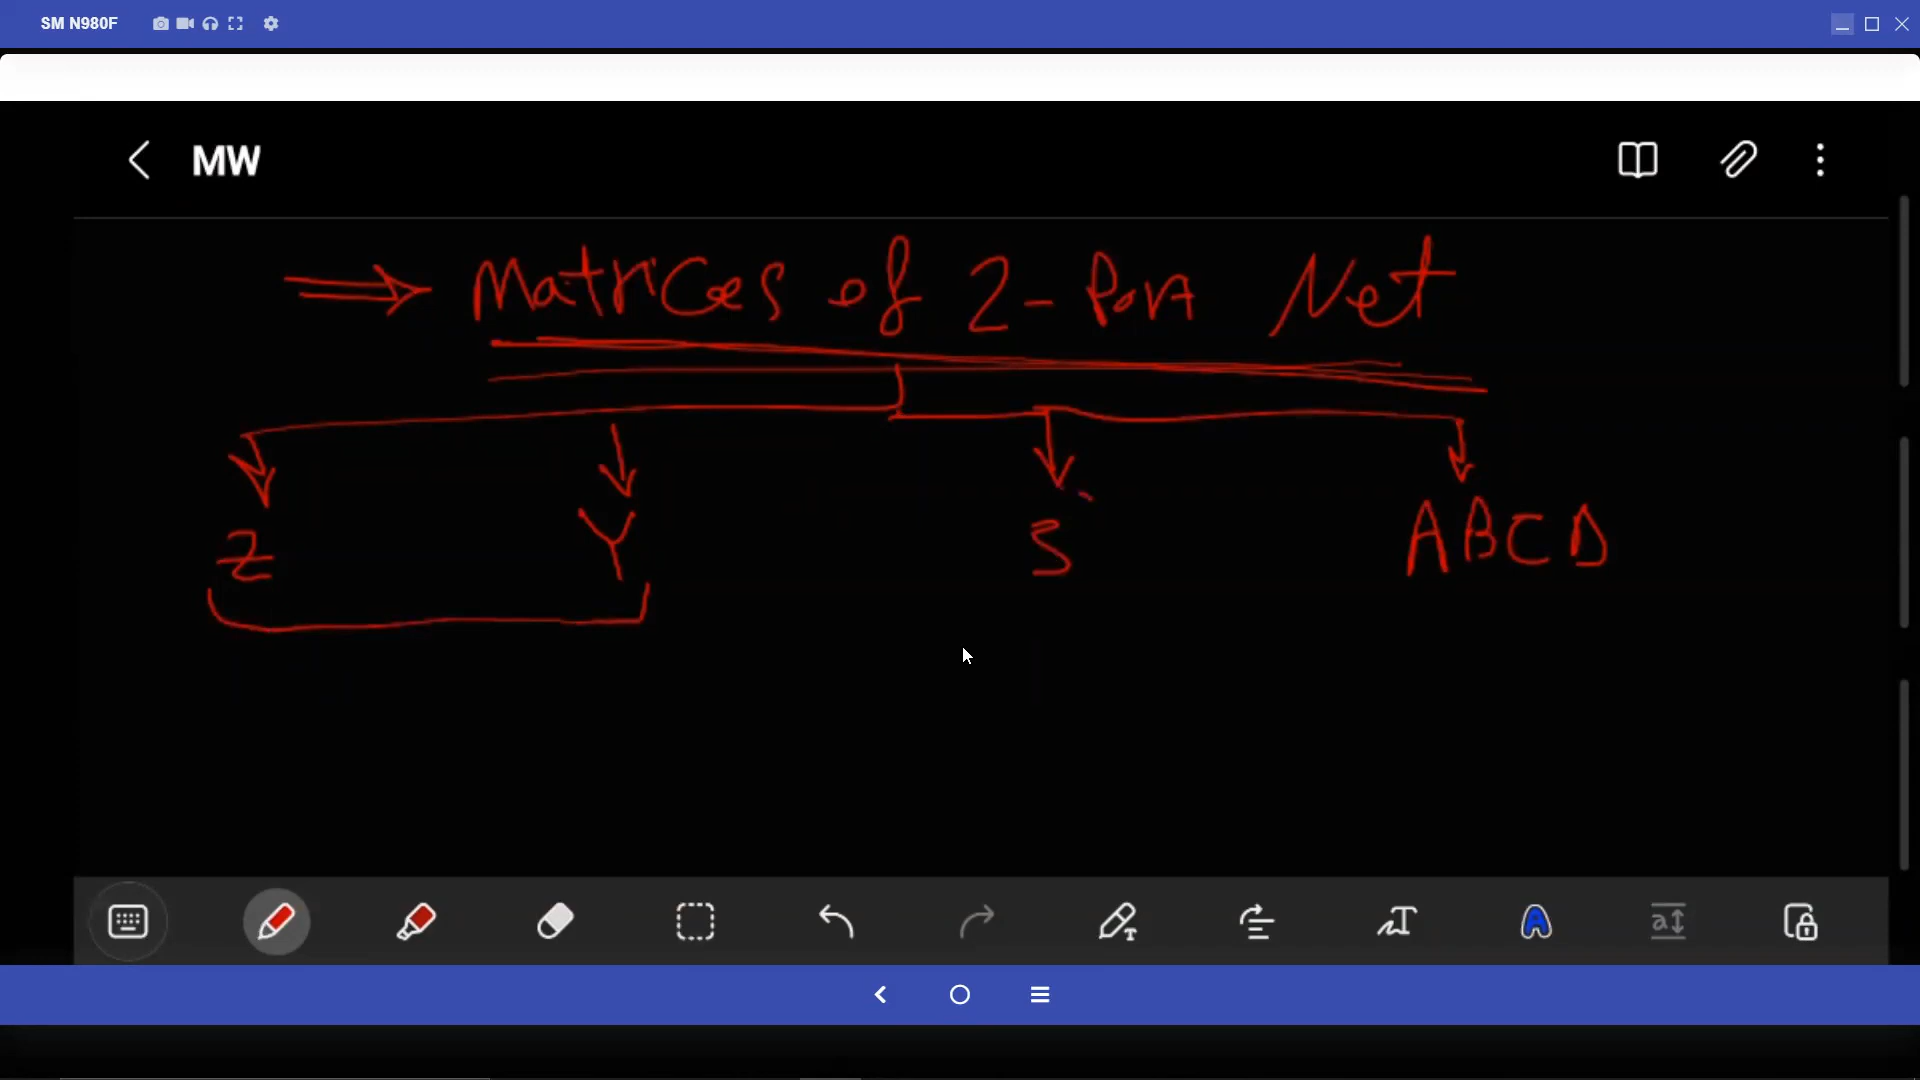 SM N980F
MW
⇒ Matrices of 2-Port Net
Z Y S ABCD